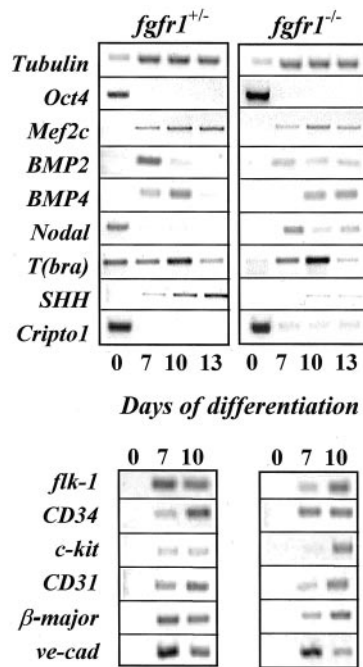 fgfr1+/- fgfr1-/-
Tubulin
Oct4
Mef2c
BMP2
BMP4
Nodal
T(bra)
SHH
Cripto1
0 7 10 13 0 7 10 13
Days of differentiation
0 7 10 0 7 10
flk-1
CD34
c-kit
CD31
β-major
ve-cad